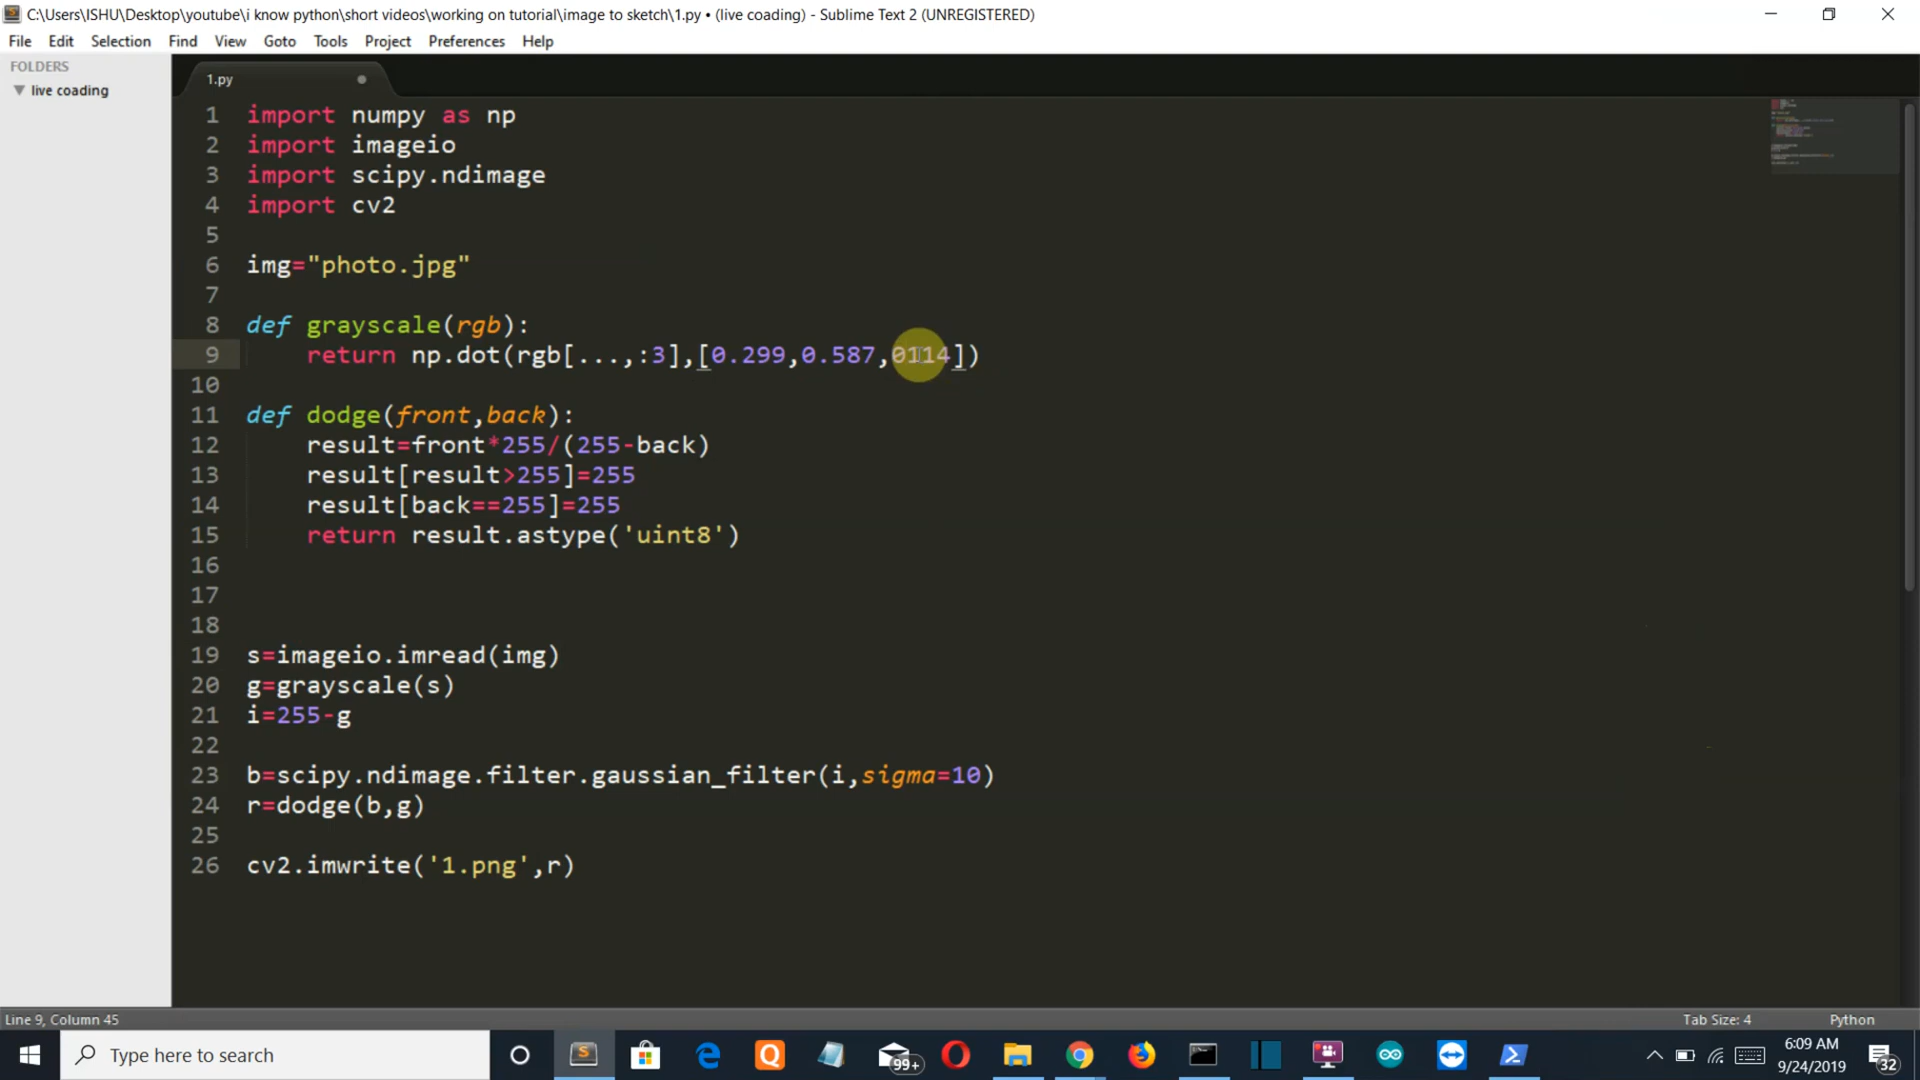 C:\Users\ISHU\Desktop\youtube\i know python\short videos\working on tutorial\image to sketch\1.py • (live coading) - Sublime Text 2 (UNREGISTERED)
File Edit Selection Find View Goto Tools Project Preferences Help
FOLDERS
live coading
1.py
1 import numpy as np
2 import imageio
3 import scipy.ndimage
4 import cv2
5
6 img="photo.jpg"
7
8 def grayscale(rgb):
9     return np.dot(rgb[...,:3],[0.299,0.587,0114])
10
11 def dodge(front,back):
12     result=front*255/(255-back)
13     result[result>255]=255
14     result[back==255]=255
15     return result.astype('uint8')
16
17
18
19 s=imageio.imread(img)
20 g=grayscale(s)
21 i=255-g
22
23 b=scipy.ndimage.filter.gaussian_filter(i,sigma=10)
24 r=dodge(b,g)
25
26 cv2.imwrite('1.png',r)
Line 9, Column 45
Tab Size: 4
Python
Type here to search
99+
6:09 AM
9/24/2019
32